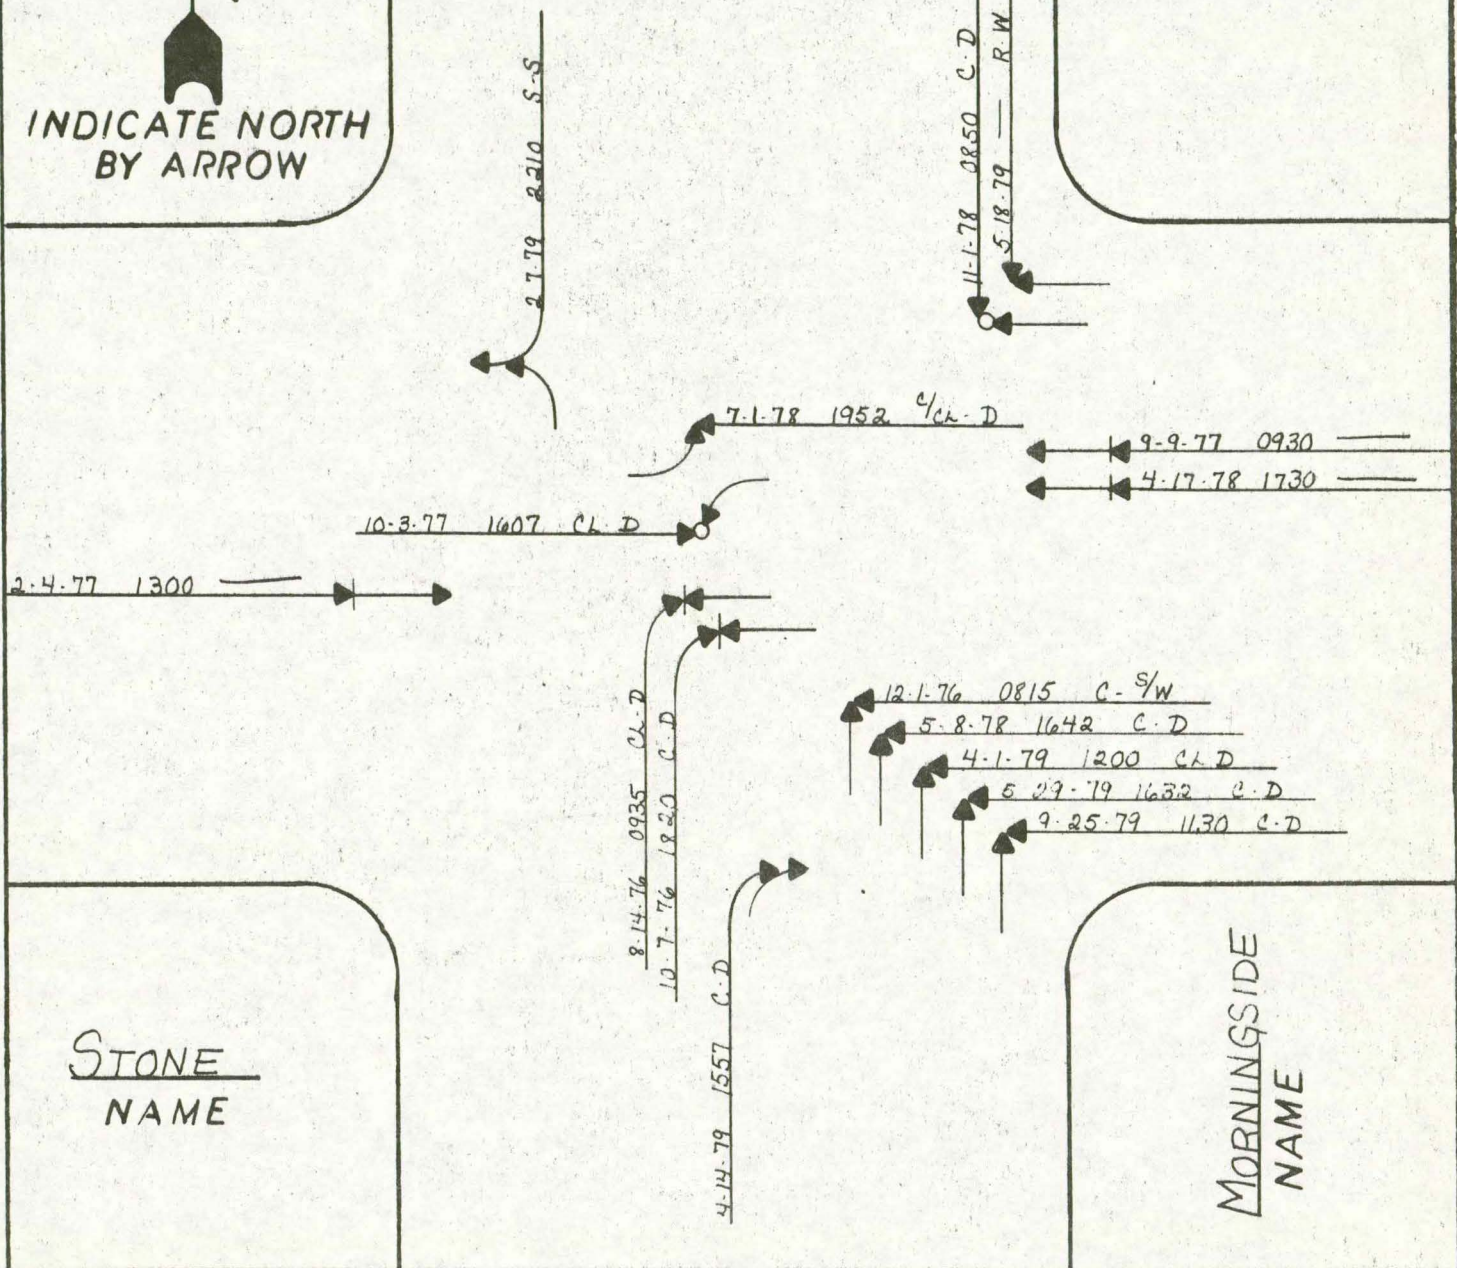 INDICATE NORTH
BY ARROW
2 7-79 2210 S-S
11-1-78 0850 C-D
5-18-79 — R W
7-1-78 1952 C/CL-D
9-9-77 0930 —
4-17-78 1730 —
10-3-77 1607 CL-D
2-4-77 1300 —
8-14-76 0935 CL-D
10-7-76 1820 C-D
12-1-76 0815 C-S/W
5-8-78 1642 C-D
4-1-79 1200 CL D
5 29-79 1632 C-D
9-25-79 1130 C-D
4-14-79 1557 C-D
STONE
NAME
MORNINGSIDE
NAME